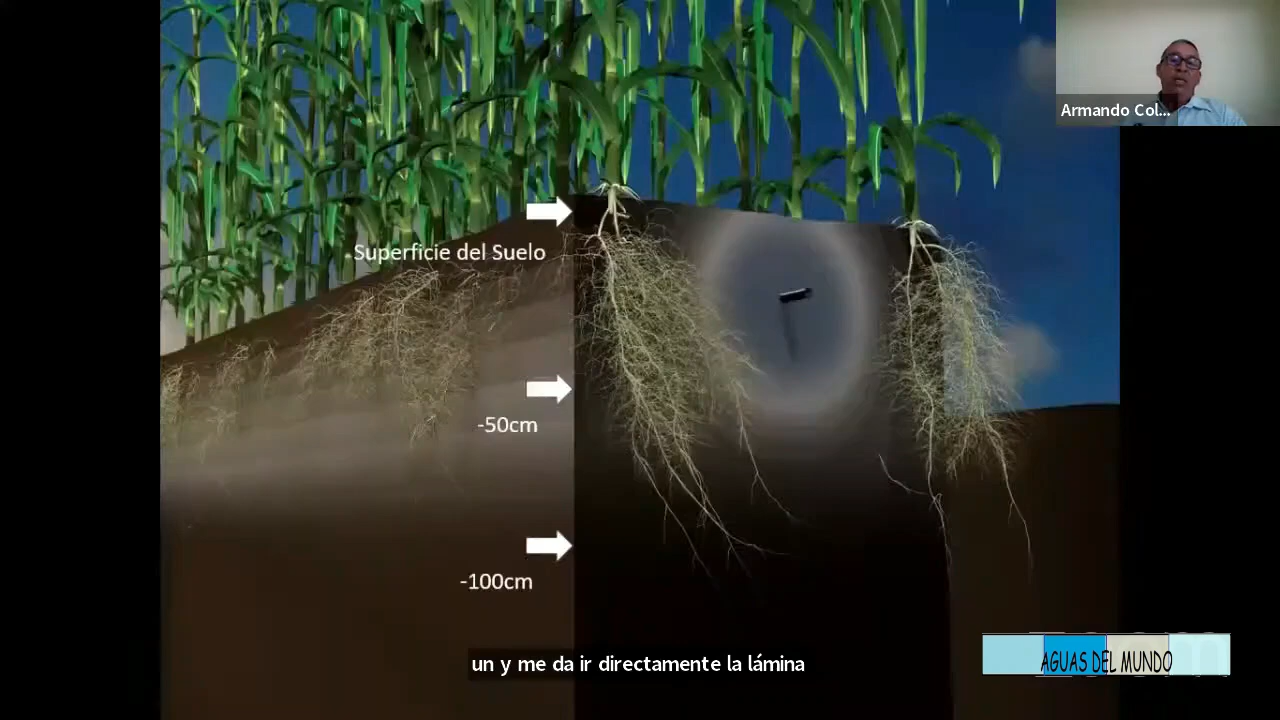 Armando Col...
Superficie del Suelo
-50cm
-100cm
un y me da ir directamente la lámina
AGUAS DEL MUNDO